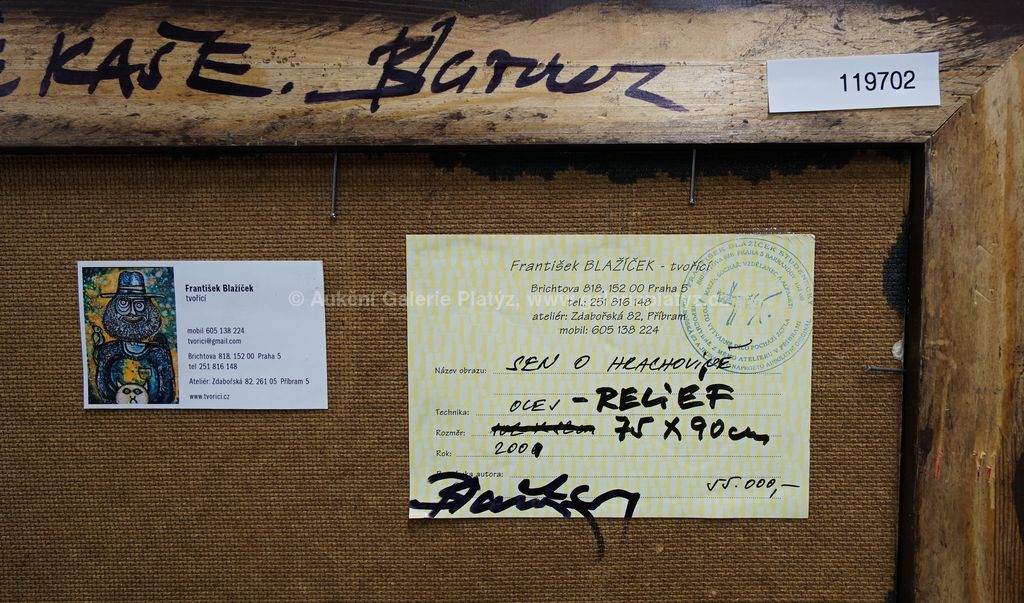 KAŠE.
119702
František Blažíček
tvořící
mobil 605 138 224
tvorici@gmail.com
Brichtova 818, 152 00 Praha 5
tel 251 816 148
Ateliér: Zdabořská 82, 261 05 Příbram 5
www.tvorici.cz
František BLAŽÍČEK - tvořící
Brichtova 818, 152 00 Praha 5
tel.: 251 816 148
ateliér: Zdabořská 82, Příbram
mobil: 605 138 224
Název obrazu: SEN O HRACHOVINĚ
Technika: OLEJ - RELIEF
Rozměr: 75 X 90 cm
Rok: 2009
autora:
55.000,-
© Aukční Galerie Platýz,